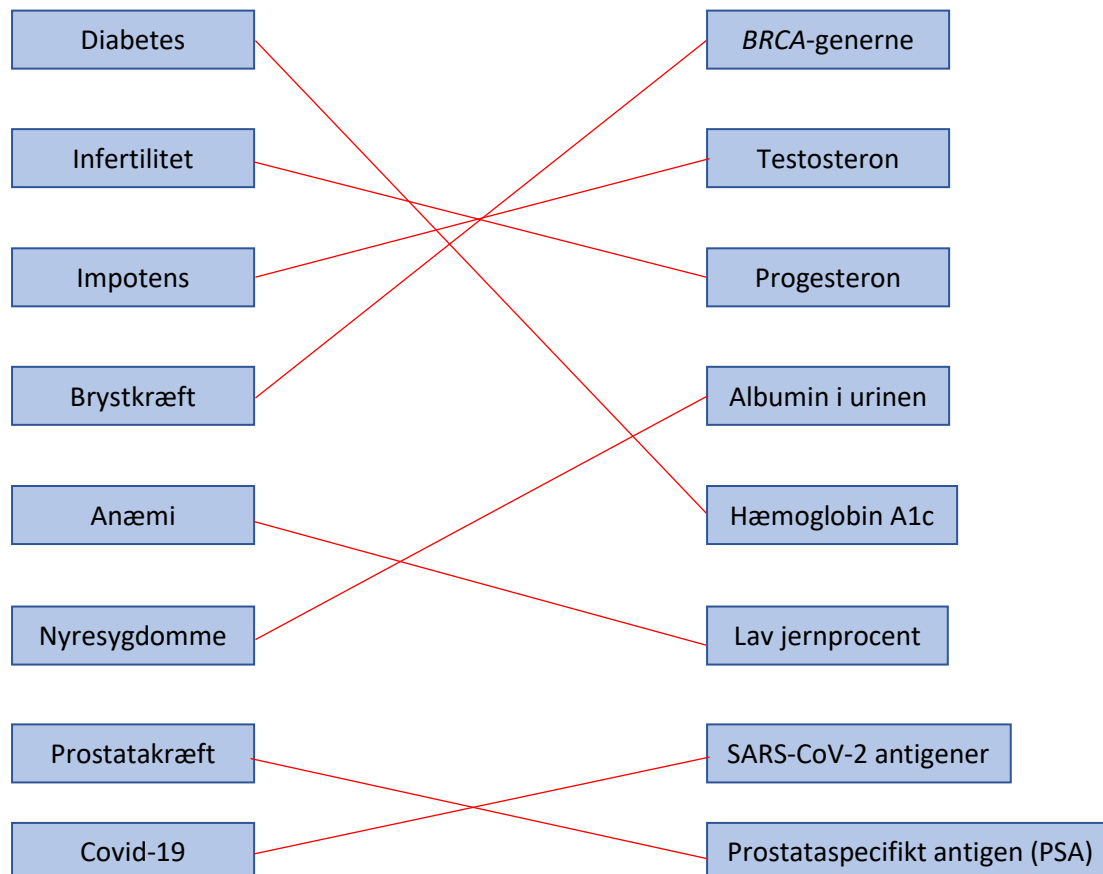 Diabetes
BRCA-generne
Infertilitet
Testosteron
Impotens
Progesteron
Brystkræft
Albumin i urinen
Anæmi
Hæmoglobin A1c
Nyresygdomme
Lav jernprocent
Prostatakræft
SARS-CoV-2 antigener
Covid-19
Prostataspecifikt antigen (PSA)